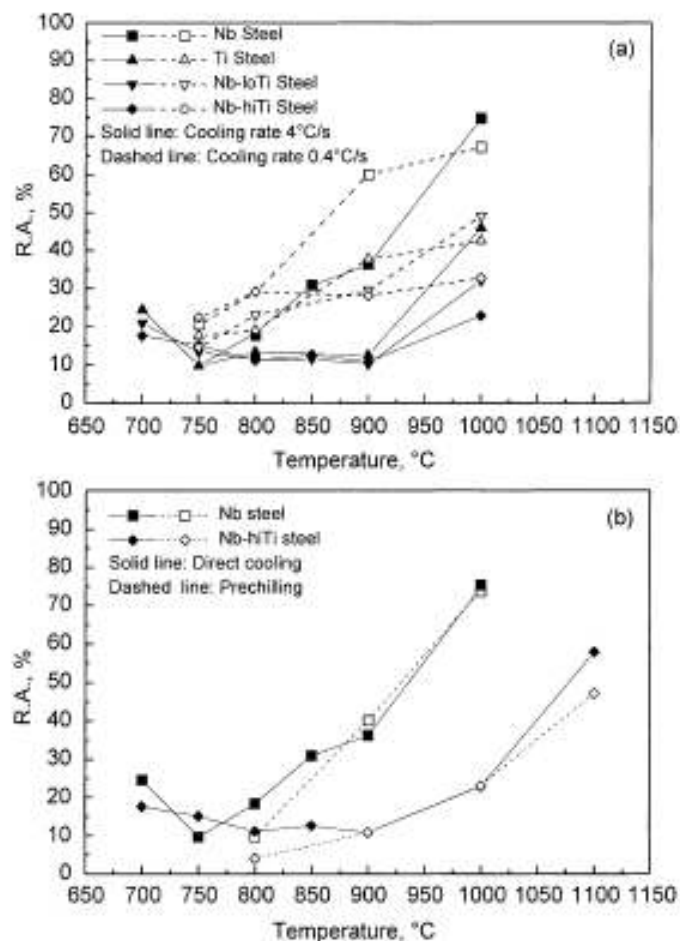 100
90
80
70
60
50
40
30
20
10
0
R.A., %
Nb Steel
Ti Steel
Nb-loTi Steel
Nb-hiTi Steel
Solid line: Cooling rate 4°C/s
Dashed line: Cooling rate 0.4°C/s
(a)
650 700 750 800 850 900 950 1000 1050 1100 1150
Temperature, °C
100
90
80
70
60
50
40
30
20
10
0
R.A., %
Nb steel
Nb-hiTi steel
Solid line: Direct cooling
Dashed line: Prechilling
(b)
650 700 750 800 850 900 950 1000 1050 1100 1150
Temperature, °C